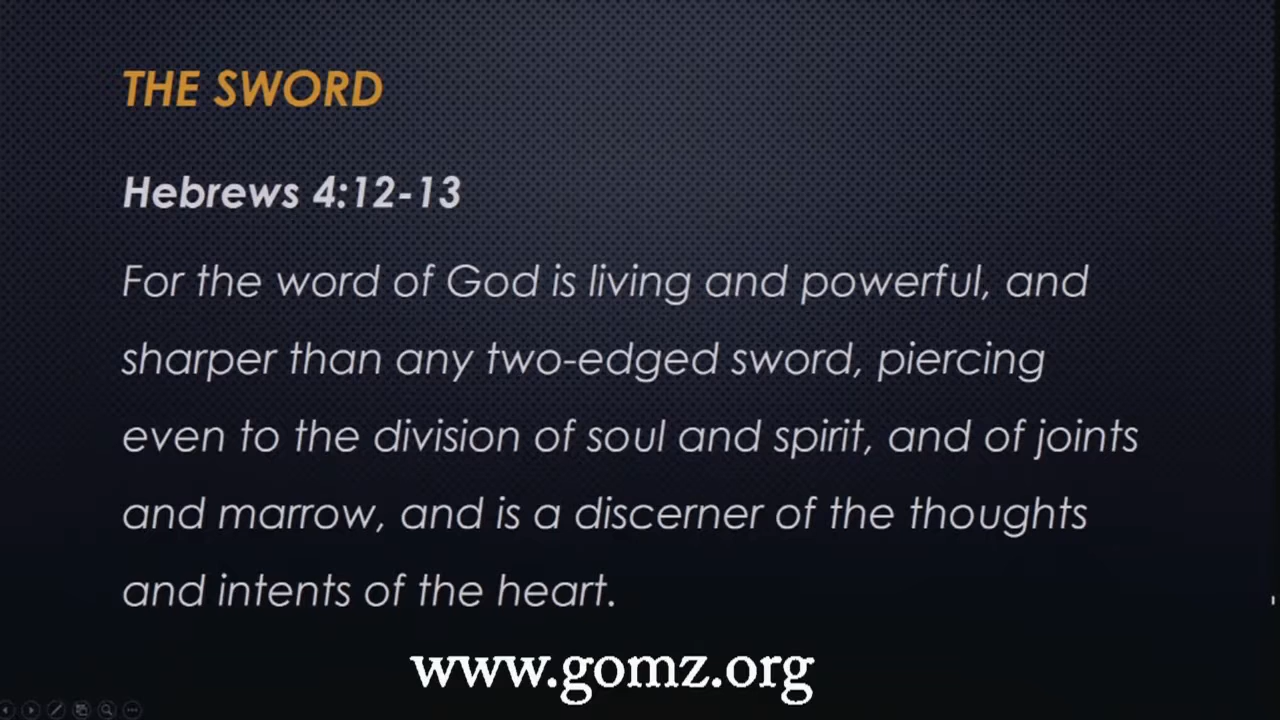 THE SWORD
Hebrews 4:12-13
For the word of God is living and powerful, and
sharper than any two-edged sword, piercing
even to the division of soul and spirit, and of joints
and marrow, and is a discerner of the thoughts
and intents of the heart.
www.gomz.org